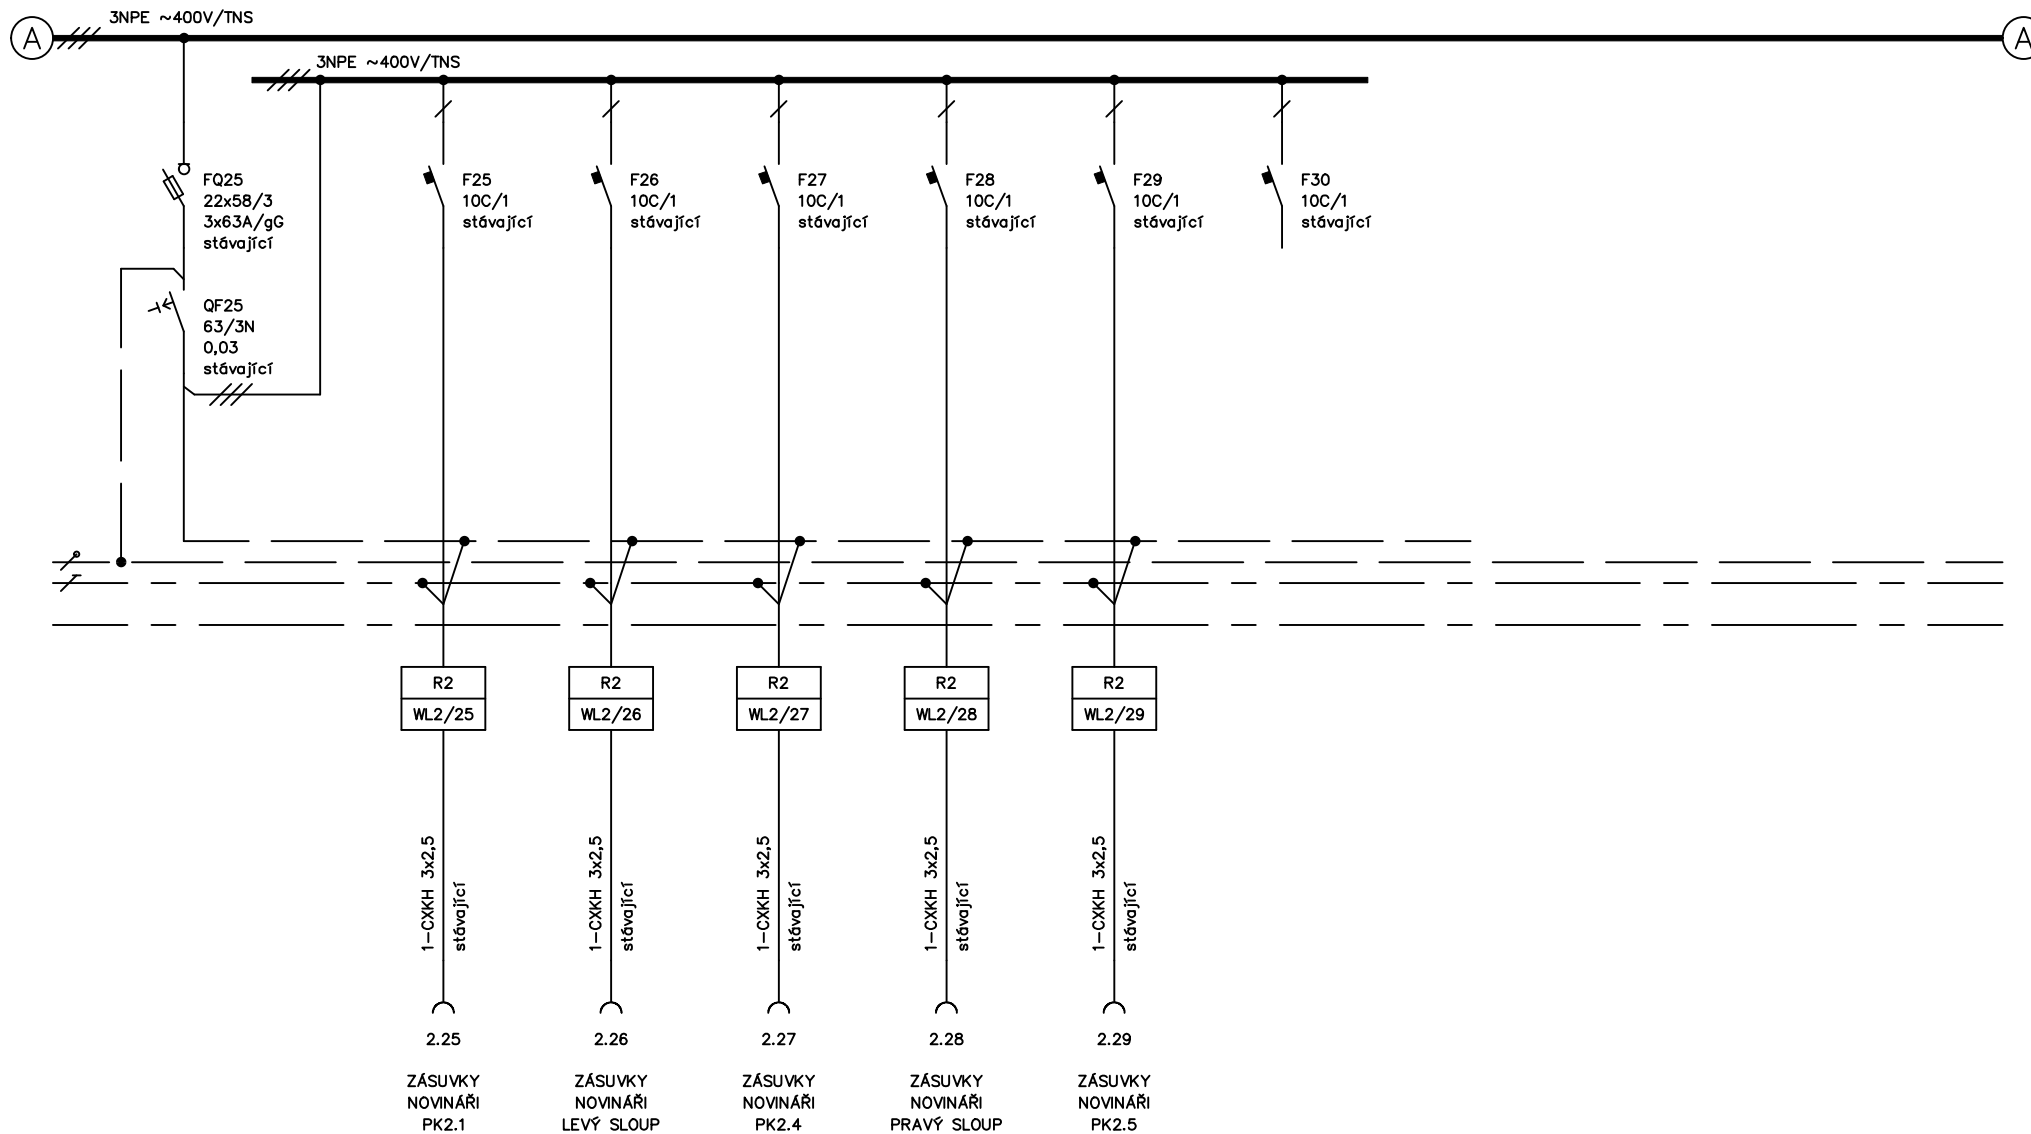 3NPE ~400V/TNS
A
A
3NPE ~400V/TNS
FQ25
22x58/3
3x63A/gG
stávající
F25
10C/1
stávající
F26
10C/1
stávající
F27
10C/1
stávající
F28
10C/1
stávající
F29
10C/1
stávající
F30
10C/1
stávající
QF25
63/3N
0,03
stávající
R2
WL2/25
R2
WL2/26
R2
WL2/27
R2
WL2/28
R2
WL2/29
1-CXKH 3x2,5
stávající
1-CXKH 3x2,5
stávající
1-CXKH 3x2,5
stávající
1-CXKH 3x2,5
stávající
1-CXKH 3x2,5
stávající
2.25
ZÁSUVKY
NOVINÁŘI
PK2.1
2.26
ZÁSUVKY
NOVINÁŘI
LEVÝ SLOUP
2.27
ZÁSUVKY
NOVINÁŘI
PK2.4
2.28
ZÁSUVKY
NOVINÁŘI
PRAVÝ SLOUP
2.29
ZÁSUVKY
NOVINÁŘI
PK2.5